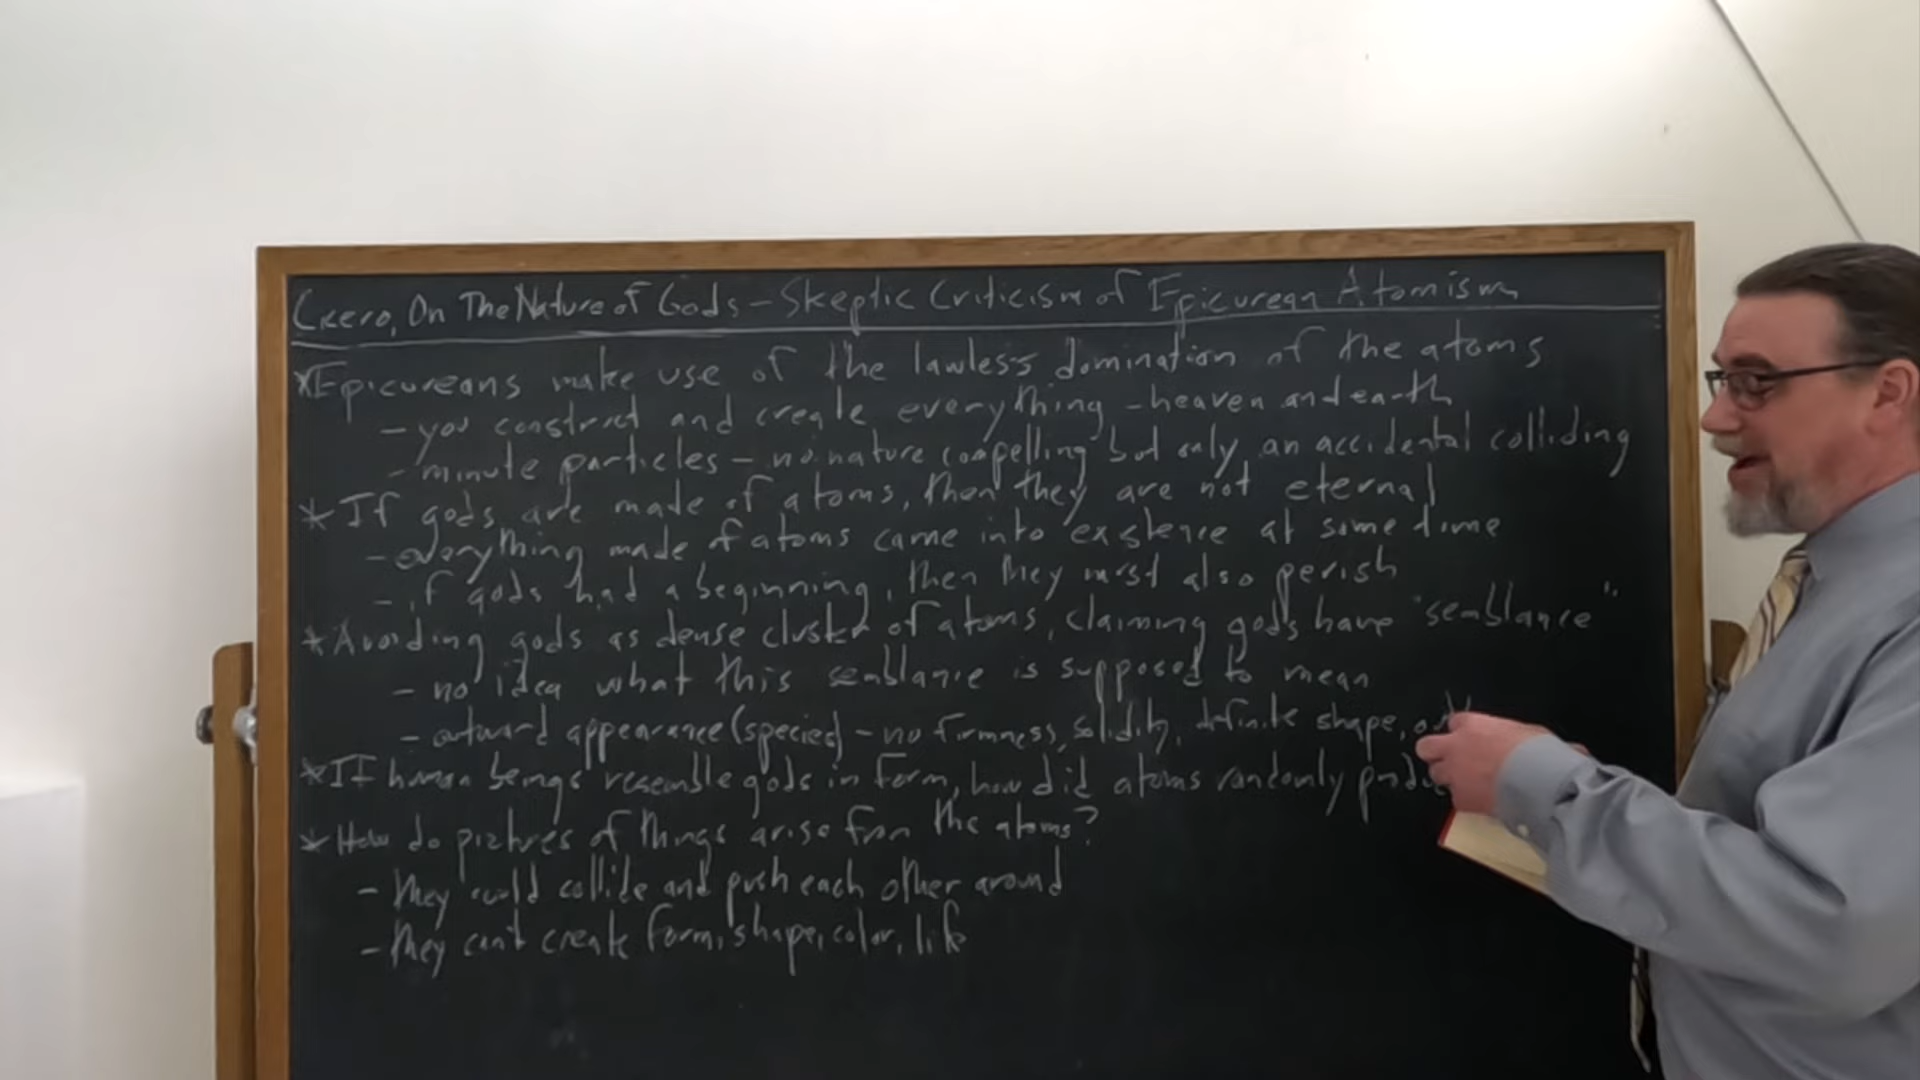 Cicero, On The Nature of Gods - Skeptic Criticism of Epicurean Atomism
* Epicureans make use of the lawless domination of the atoms
- you construct and create everything - heaven and earth
- minute particles - no nature compelling but only an accidental colliding
* If gods are made of atoms, then they are not eternal
- everything made of atoms came into existence at some time
- if gods had a beginning, then they must also perish
* Avoiding gods as dense cluster of atoms, claiming gods have "semblance"
- no idea what this semblance is supposed to mean
- outward appearance (species) - no firmness, solidity, definite shape,
* If human beings resemble gods in form, how did atoms randomly
* How do pictures of things arise from the atoms?
- they could collide and push each other around
- they can't create form, shape, color, life